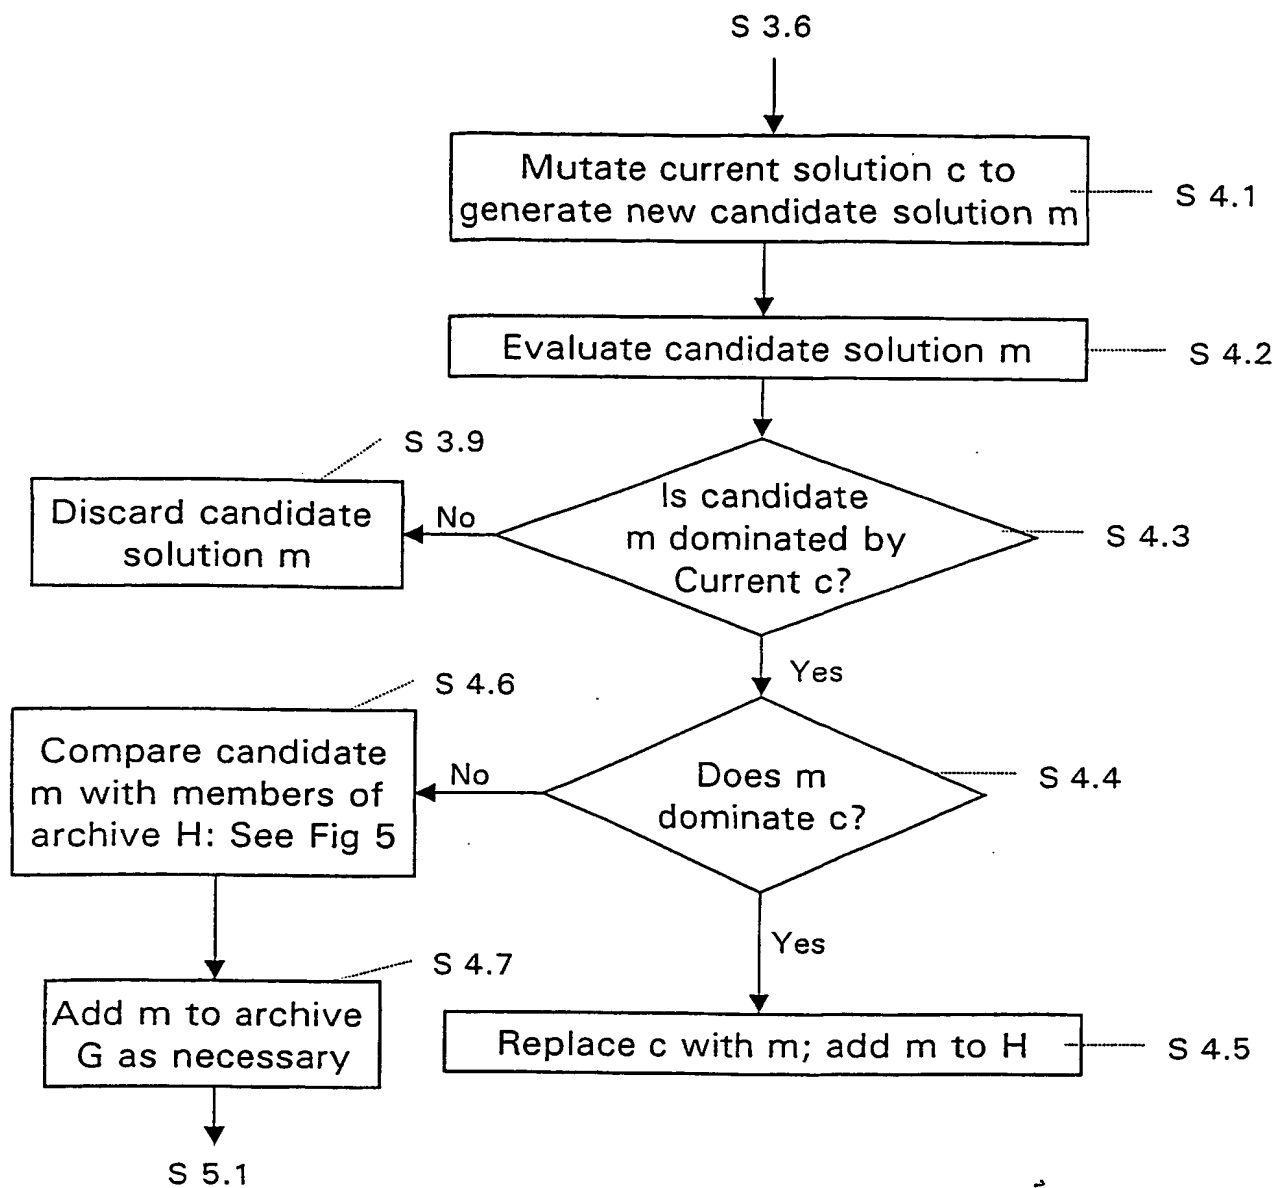 S 3.6
Mutate current solution c to
generate new candidate solution m
S 4.1
Evaluate candidate solution m
S 4.2
S 3.9
Discard candidate
solution m
No
Is candidate
m dominated by
Current c?
S 4.3
Yes
S 4.6
Compare candidate
m with members of
archive H: See Fig 5
No
Does m
dominate c?
S 4.4
Yes
S 4.7
Add m to archive
G as necessary
Replace c with m; add m to H
S 4.5
S 5.1